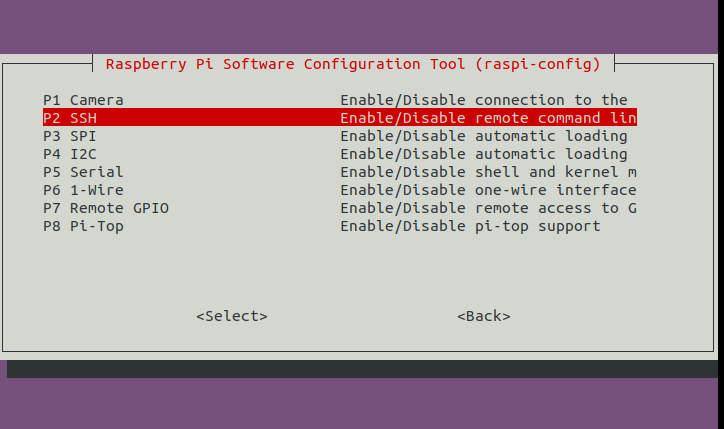 Raspberry Pi Software Configuration Tool (raspi-config)
P1 Camera Enable/Disable connection to the
P2 SSH Enable/Disable remote command lin
P3 SPI Enable/Disable automatic loading
P4 I2C Enable/Disable automatic loading
P5 Serial Enable/Disable shell and kernel m
P6 1-Wire Enable/Disable one-wire interface
P7 Remote GPIO Enable/Disable remote access to G
P8 Pi-Top Enable/Disable pi-top support
<Select> <Back>